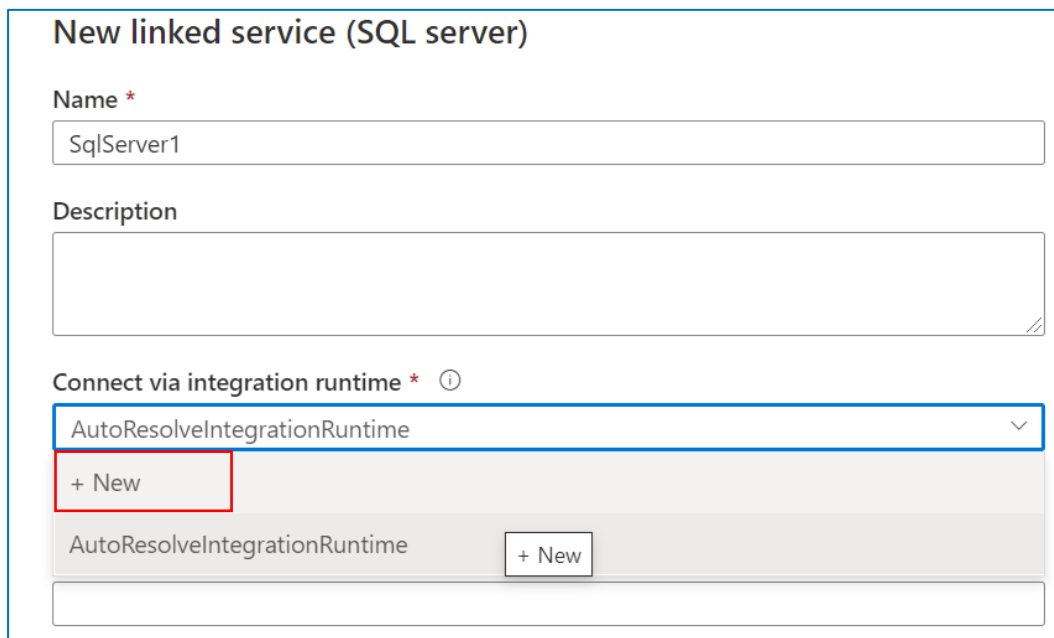 New linked service (SQL server)
Name *
SqlServer1
Description
Connect via integration runtime *
AutoResolveIntegrationRuntime
+ New
AutoResolveIntegrationRuntime
+ New